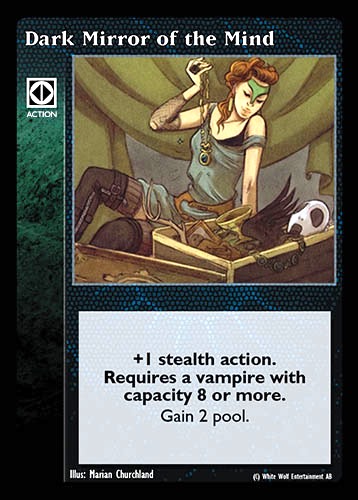 Dark Mirror of the Mind
ACTION
+1 stealth action.
Requires a vampire with
capacity 8 or more.
Gain 2 pool.
Illus: Marian Churchland
(C) White Wolf Entertainment AB